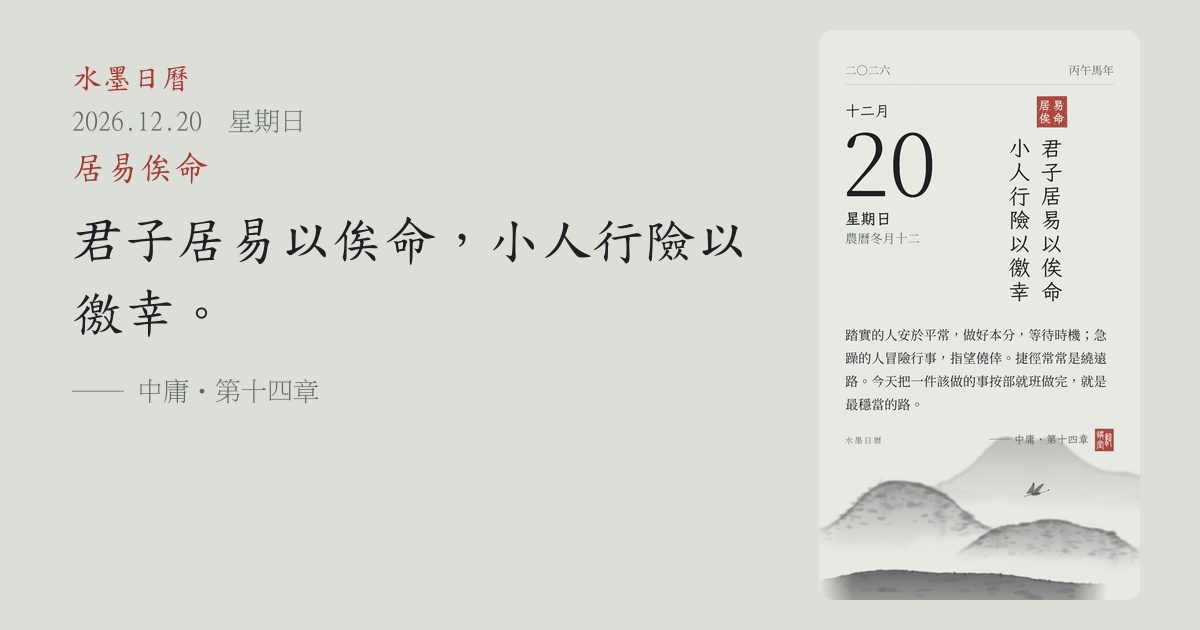 水墨日曆
2026.12.20 星期日
居易俟命
君子居易以俟命，小人行險以
徼幸。
—— 中庸・第十四章
二〇二六
丙午馬年
十二月
20
星期日
農曆冬月十二
易命
居俟
君子居易以俟命
小人行險以徼幸
踏實的人安於平常，做好本分，等待時機；急
躁的人冒險行事，指望僥倖。捷徑常常是繞遠
路。今天把一件該做的事按部就班做完，就是
最穩當的路。
水墨日曆
—— 中庸・第十四章